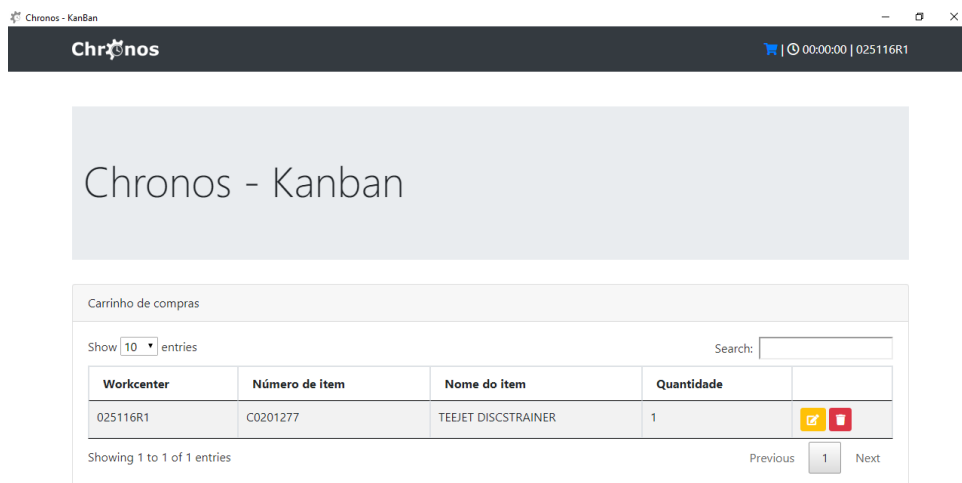 Chronos - KanBan
Chronos 00:00:00 | 025116R1
Chronos - Kanban
Carrinho de compras
Show 10 entries Search:
Workcenter Número de item Nome do item Quantidade
025116R1 C0201277 TEEJET DISCSTRAINER 1
Showing 1 to 1 of 1 entries Previous 1 Next